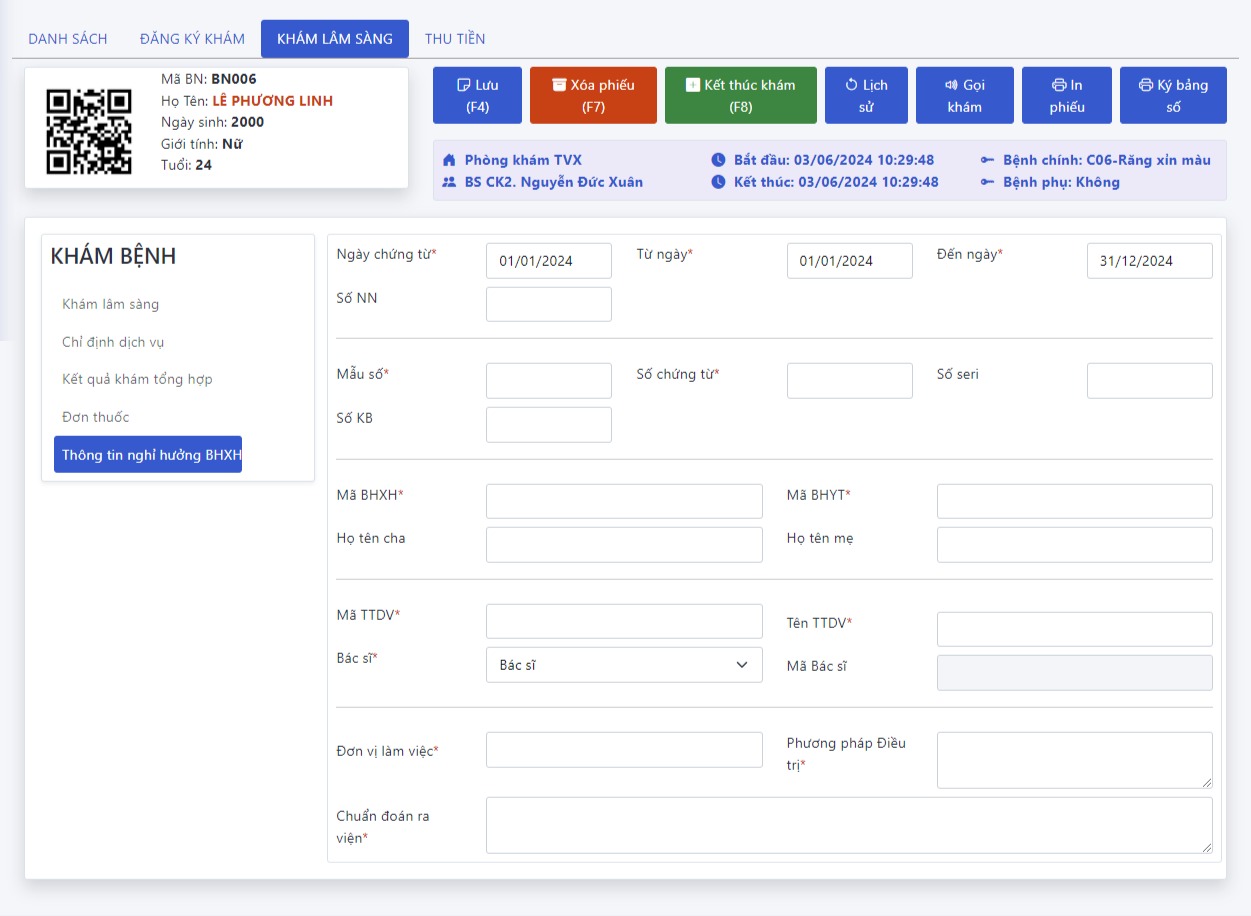 DANH SÁCH ĐĂNG KÝ KHÁM KHÁM LÂM SÀNG THU TIỀN
Mã BN: BN006
Họ Tên: LÊ PHƯƠNG LINH
Ngày sinh: 2000
Giới tính: Nữ
Tuổi: 24
Lưu
(F4)
Xóa phiếu
(F7)
Kết thúc khám
(F8)
Lịch
sử
Gọi
khám
In
phiếu
Ký bảng
số
Phòng khám TVX Bắt đầu: 03/06/2024 10:29:48 Bệnh chính: C06-Răng xỉn màu
BS CK2. Nguyễn Đức Xuân Kết thúc: 03/06/2024 10:29:48 Bệnh phụ: Không
KHÁM BỆNH
Khám lâm sàng
Chỉ định dịch vụ
Kết quả khám tổng hợp
Đơn thuốc
Thông tin nghỉ hưởng BHXH
Ngày chứng từ* 01/01/2024 Từ ngày* 01/01/2024 Đến ngày* 31/12/2024
Số NN
Mẫu số* Số chứng từ* Số seri
Số KB
Mã BHXH* Mã BHYT*
Họ tên cha Họ tên mẹ
Mã TTDV* Tên TTDV*
Bác sĩ* Bác sĩ Mã Bác sĩ
Đơn vị làm việc* Phương pháp Điều
trị*
Chuẩn đoán ra
viện*